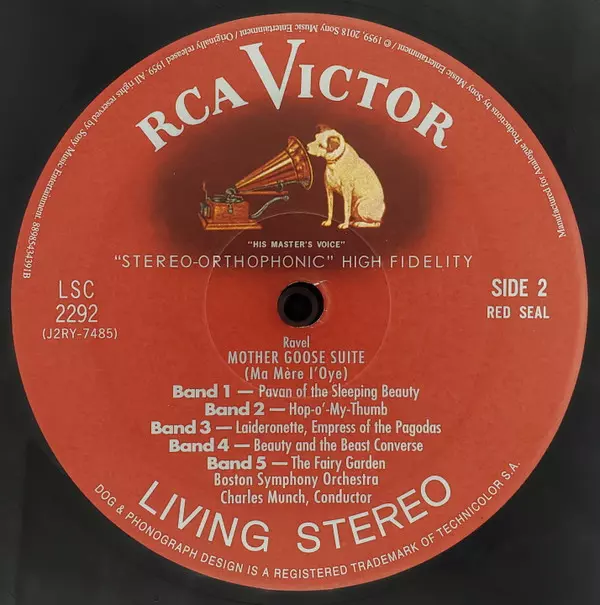 Manufactured for Analogue Productions by Sony Music Entertainment / © 1959, 2018 Sony Music Entertainment / Originally released 1959. All rights reserved by Sony Music Entertainment. 88985434391B
RCA VICTOR
"HIS MASTER'S VOICE"
"STEREO-ORTHOPHONIC" HIGH FIDELITY
LSC
2292
(J2RY-7485)
SIDE 2
RED SEAL
Ravel
MOTHER GOOSE SUITE
(Ma Mère l'Oye)
Band 1 — Pavan of the Sleeping Beauty
Band 2 — Hop-o'-My-Thumb
Band 3 — Laideronette, Empress of the Pagodas
Band 4 — Beauty and the Beast Converse
Band 5 — The Fairy Garden
Boston Symphony Orchestra
Charles Munch, Conductor
LIVING STEREO
DOG & PHONOGRAPH DESIGN IS A REGISTERED TRADEMARK OF TECHNICOLOR S.A.